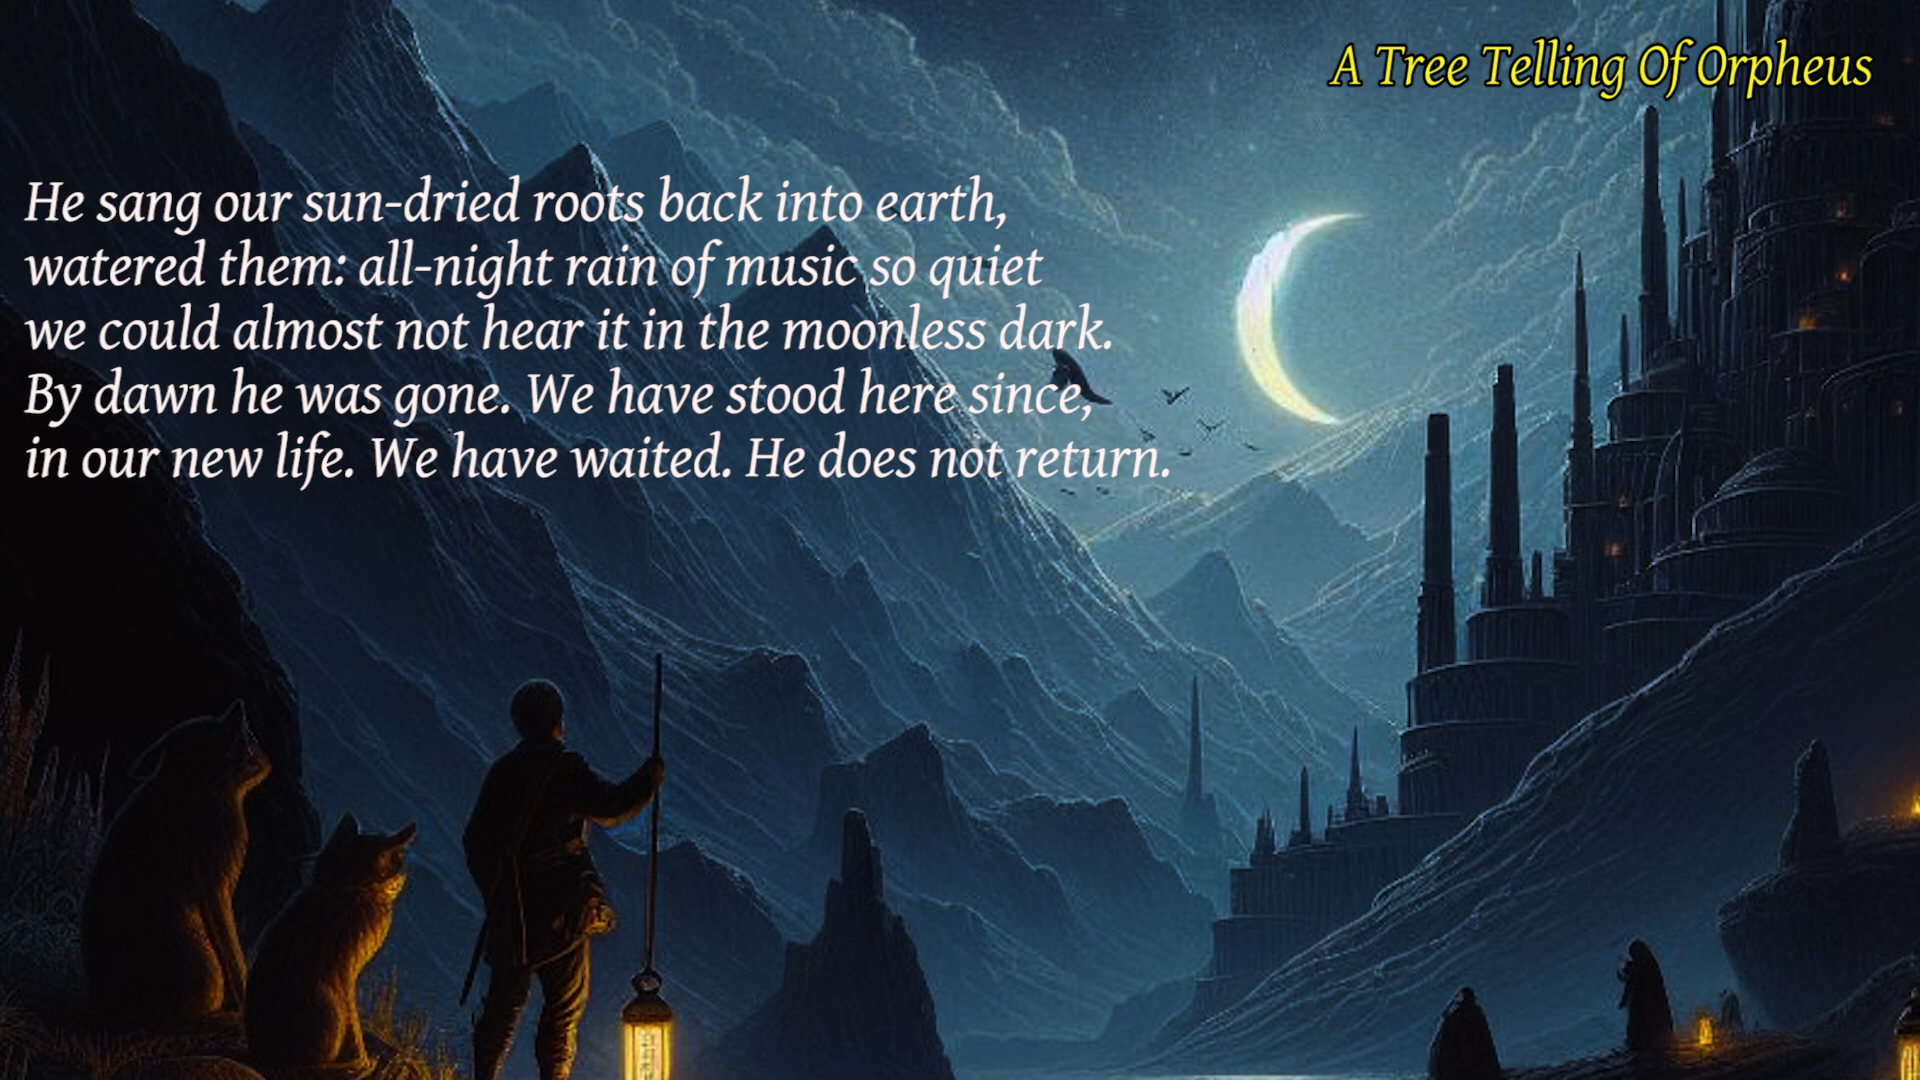 A Tree Telling Of Orpheus
He sang our sun-dried roots back into earth,
watered them: all-night rain of music so quiet
we could almost not hear it in the moonless dark.
By dawn he was gone. We have stood here since,
in our new life. We have waited. He does not return.